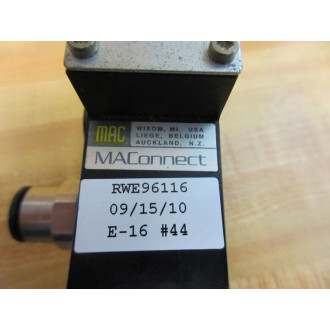 MAC
WIXOM, MI. USA
LIEGE, BELGIUM
AUCKLAND, N.Z.
MAConnect
RWE96116
09/15/10
E-16 #44